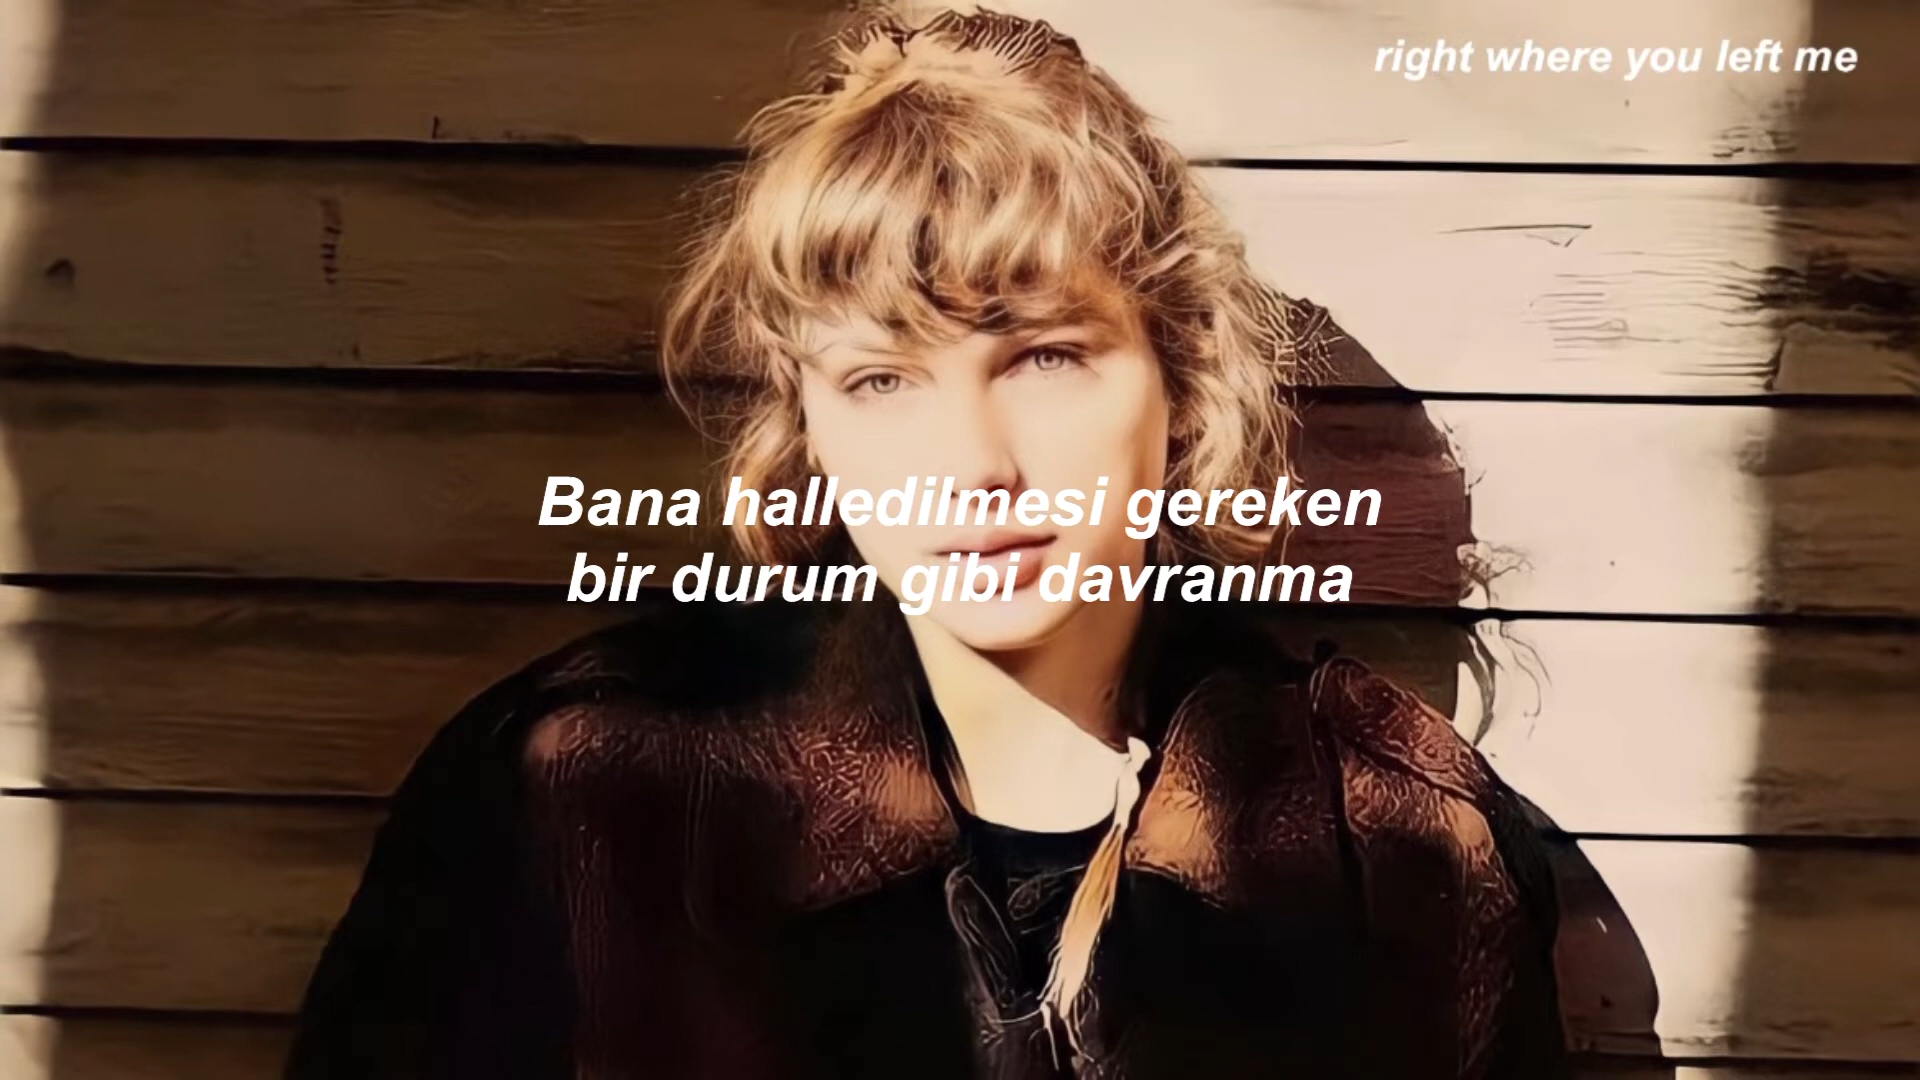 right where you left me
Bana halledilmesi gereken
bir durum gibi davranma